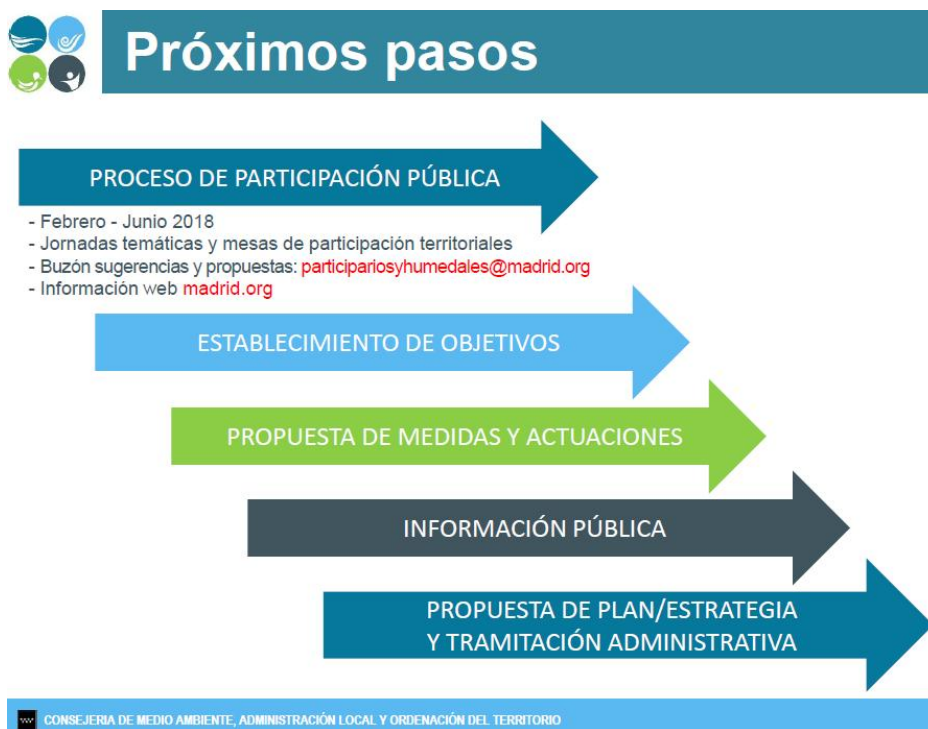 Próximos pasos
PROCESO DE PARTICIPACIÓN PÚBLICA
- Febrero - Junio 2018
- Jornadas temáticas y mesas de participación territoriales
- Buzón sugerencias y propuestas: participariosyhumedales@madrid.org
- Información web madrid.org
ESTABLECIMIENTO DE OBJETIVOS
PROPUESTA DE MEDIDAS Y ACTUACIONES
INFORMACIÓN PÚBLICA
PROPUESTA DE PLAN/ESTRATEGIA
Y TRAMITACIÓN ADMINISTRATIVA
CONSEJERIA DE MEDIO AMBIENTE, ADMINISTRACIÓN LOCAL Y ORDENACIÓN DEL TERRITORIO